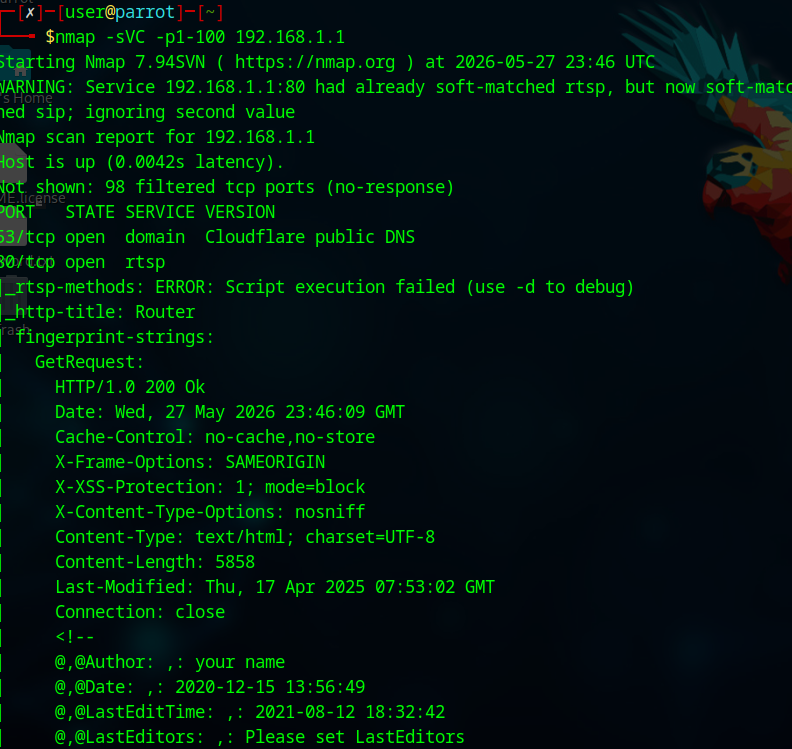 [✗]─[user@parrot]─[~]
$nmap -sVC -p1-100 192.168.1.1
Starting Nmap 7.94SVN ( https://nmap.org ) at 2026-05-27 23:46 UTC
WARNING: Service 192.168.1.1:80 had already soft-matched rtsp, but now soft-matc
hed sip; ignoring second value
Nmap scan report for 192.168.1.1
Host is up (0.0042s latency).
Not shown: 98 filtered tcp ports (no-response)
PORT   STATE SERVICE VERSION
53/tcp open  domain  Cloudflare public DNS
80/tcp open  rtsp
|_rtsp-methods: ERROR: Script execution failed (use -d to debug)
|_http-title: Router
| fingerprint-strings:
|   GetRequest:
|     HTTP/1.0 200 Ok
|     Date: Wed, 27 May 2026 23:46:09 GMT
|     Cache-Control: no-cache,no-store
|     X-Frame-Options: SAMEORIGIN
|     X-XSS-Protection: 1; mode=block
|     X-Content-Type-Options: nosniff
|     Content-Type: text/html; charset=UTF-8
|     Content-Length: 5858
|     Last-Modified: Thu, 17 Apr 2025 07:53:02 GMT
|     Connection: close
|     <!--
|     @,@Author: ,: your name
|     @,@Date: ,: 2020-12-15 13:56:49
|     @,@LastEditTime: ,: 2021-08-12 18:32:42
|     @,@LastEditors: ,: Please set LastEditors
's Home
ME.license